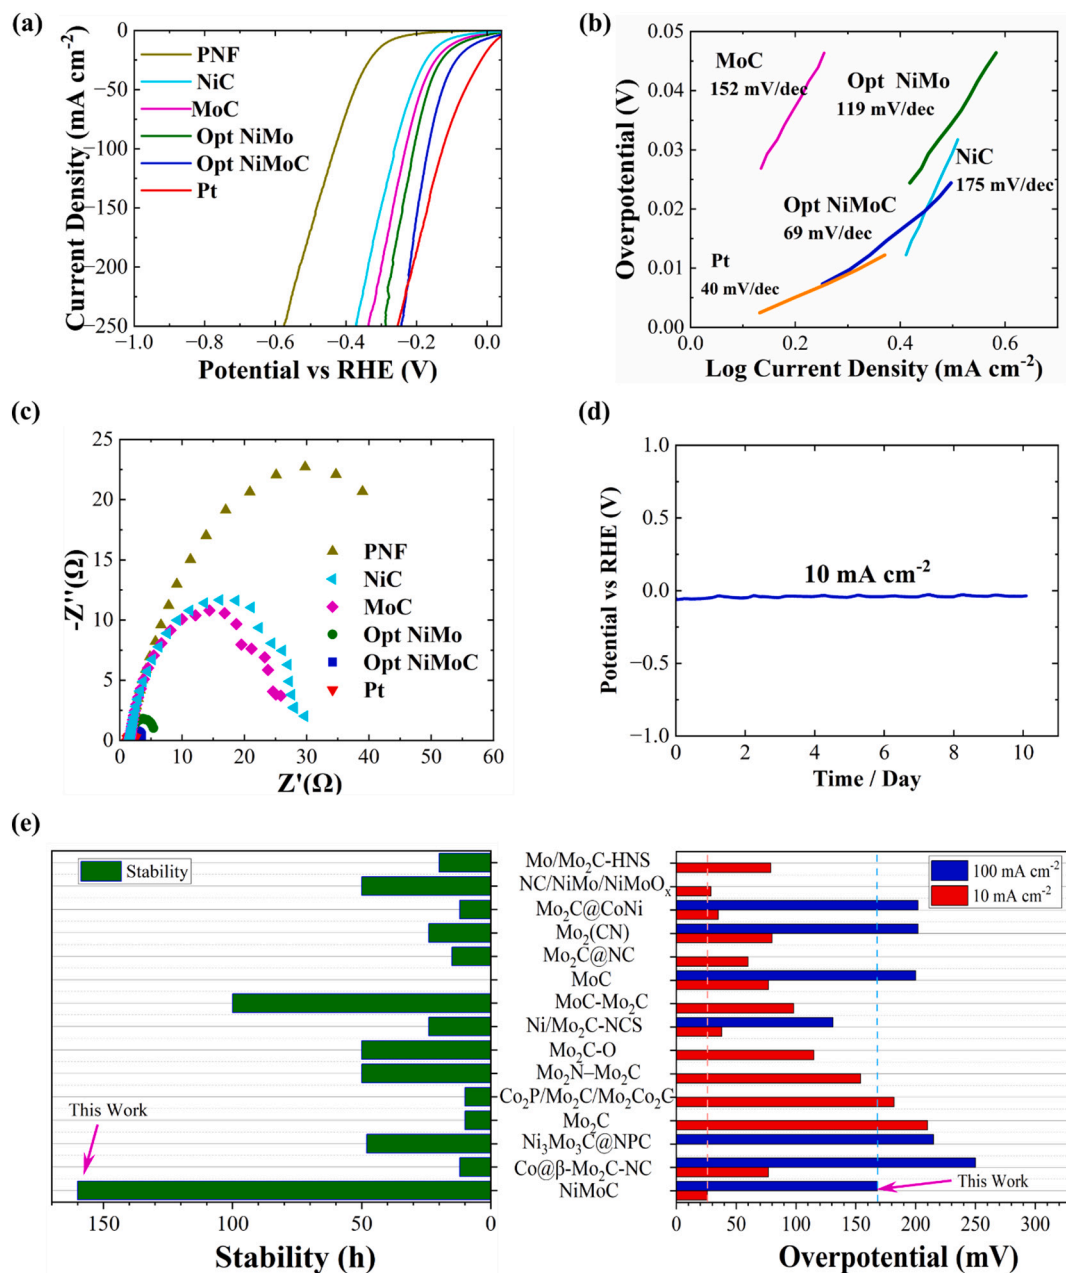 (a)
0
−50
−100
−150
−200
−250
Current Density (mA cm-2)
PNF
NiC
MoC
Opt NiMo
Opt NiMoC
Pt
−1.0
−0.8
−0.6
−0.4
−0.2
0.0
Potential vs RHE (V)
(b)
0.05
0.04
0.03
0.02
0.01
0.00
Overpotential (V)
MoC
152 mV/dec
Opt NiMo
119 mV/dec
NiC
175 mV/dec
Opt NiMoC
69 mV/dec
Pt
40 mV/dec
0.0
0.2
0.4
0.6
Log Current Density (mA cm-2)
(c)
25
20
15
10
5
0
-Z''(Ω)
PNF
NiC
MoC
Opt NiMo
Opt NiMoC
Pt
0
10
20
30
40
50
60
Z'(Ω)
(d)
1.0
0.5
0.0
−0.5
−1.0
Potential vs RHE (V)
10 mA cm-2
0
2
4
6
8
10
Time / Day
(e)
Stability
This Work
150
100
50
0
Stability (h)
Mo/Mo2C-HNS
NC/NiMo/NiMoOx
Mo2C@CoNi
Mo2(CN)
Mo2C@NC
MoC
MoC-Mo2C
Ni/Mo2C-NCS
Mo2C-O
Mo2N–Mo2C
Co2P/Mo2C/Mo2Co2C
Mo2C
Ni3Mo3C@NPC
Co@β-Mo2C-NC
NiMoC
100 mA cm-2
10 mA cm-2
This Work
0
50
100
150
200
250
300
Overpotential (mV)